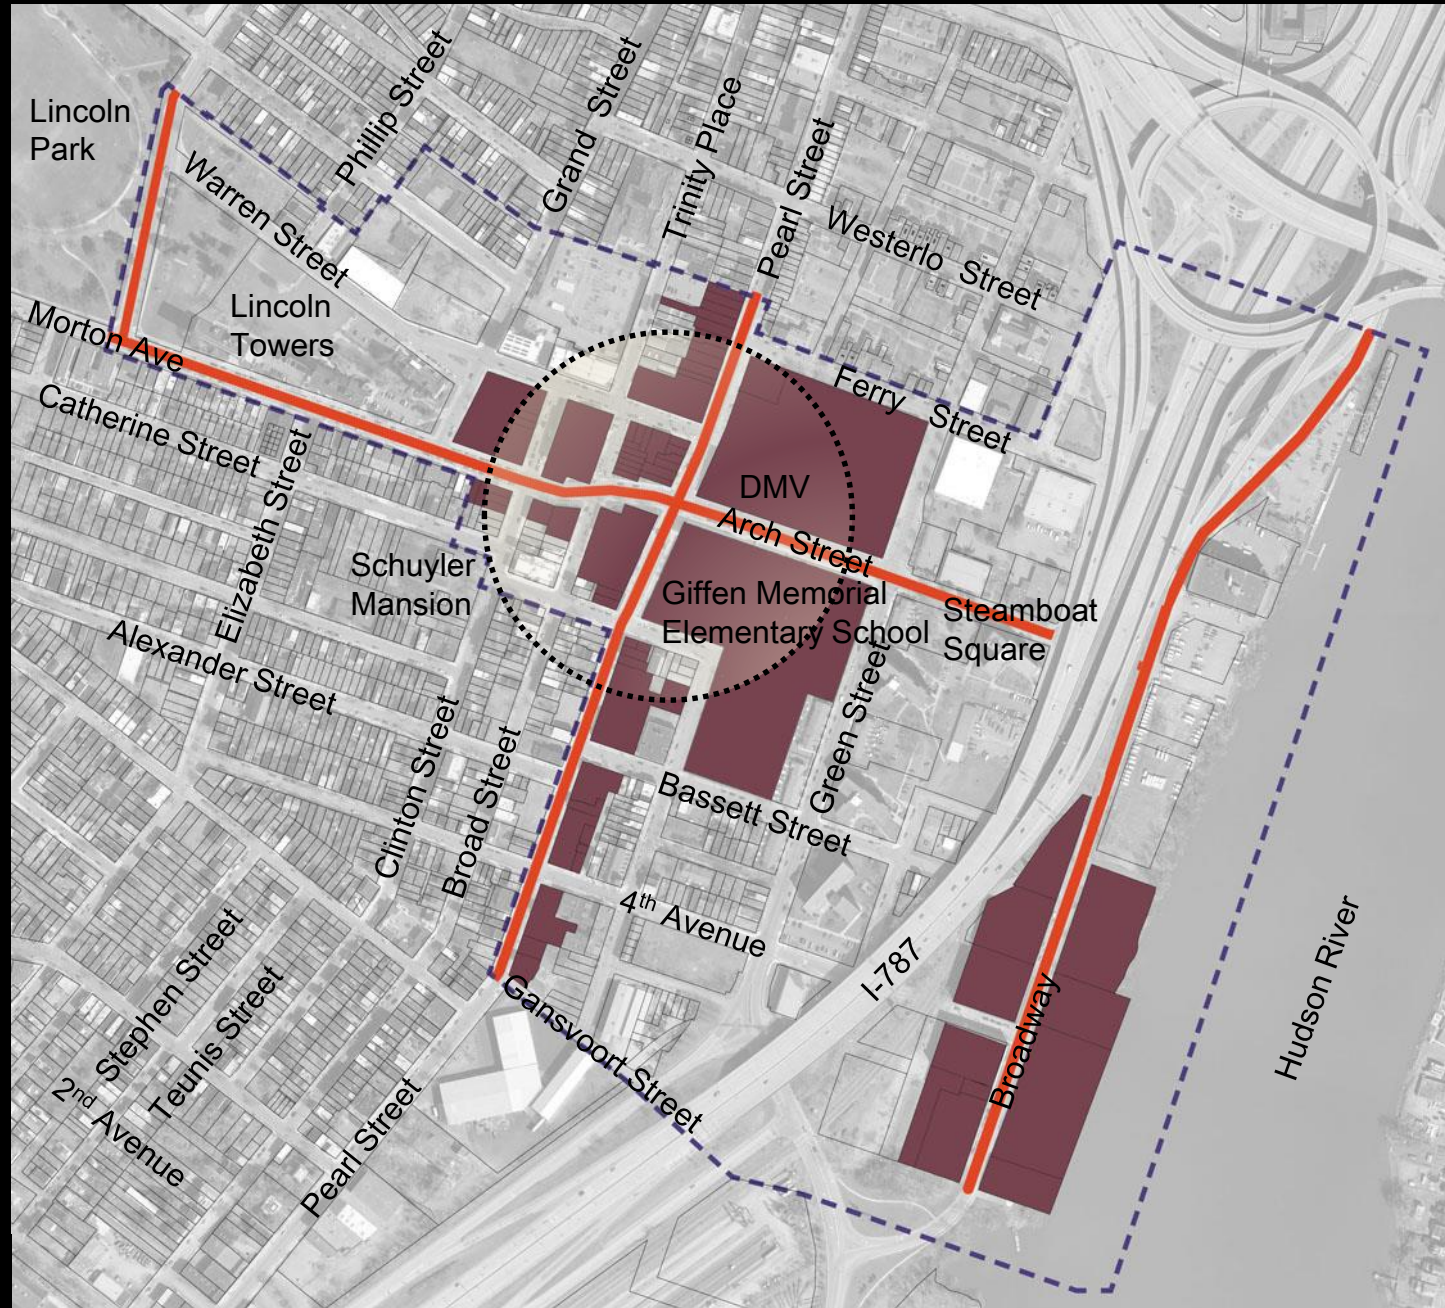 Lincoln
Park
Phillip Street
Grand Street
Trinity Place
Pearl Street
Warren Street
Westerlo Street
Lincoln
Towers
Morton Ave
Catherine Street
Elizabeth Street
Ferry Street
DMV
Arch Street
Schuyler
Mansion
Giffen Memorial
Elementary School
Steamboat
Square
Alexander Street
Green Street
Clinton Street
Broad Street
Bassett Street
4th Avenue
I-787
Broadway
Hudson River
Stephen Street
Teunis Street
2nd Avenue
Gansvoort Street
Pearl Street